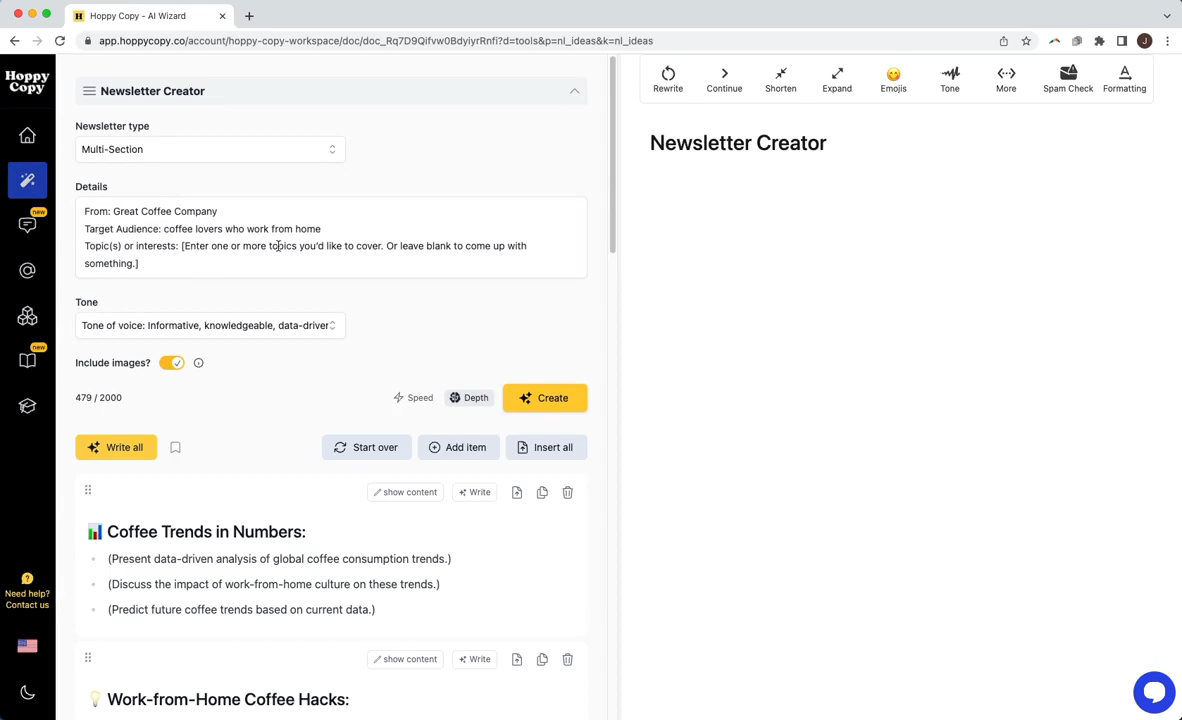 Hoppy Copy - AI Wizard
app.hoppycopy.co/account/hoppy-copy-workspace/doc/doc_Rq7D9Qifvw0BdyiyrRnfi?d=tools&p=nl_ideas&k=nl_ideas
J
Hoppy
Copy
new
new
Need help?
Contact us
Newsletter Creator
Newsletter type
Multi-Section
Details
From: Great Coffee Company
Target Audience: coffee lovers who work from home
Topic(s) or interests: [Enter one or more topics you'd like to cover. Or leave blank to come up with
something.]
Tone
Tone of voice: Informative, knowledgeable, data-driven
Include images?
479 / 2000
Speed
Depth
Create
Write all
Start over
Add item
Insert all
show content
Write
Coffee Trends in Numbers:
(Present data-driven analysis of global coffee consumption trends.)
(Discuss the impact of work-from-home culture on these trends.)
(Predict future coffee trends based on current data.)
show content
Write
Work-from-Home Coffee Hacks:
Rewrite
Continue
Shorten
Expand
Emojis
Tone
More
Spam Check
Formatting
Newsletter Creator